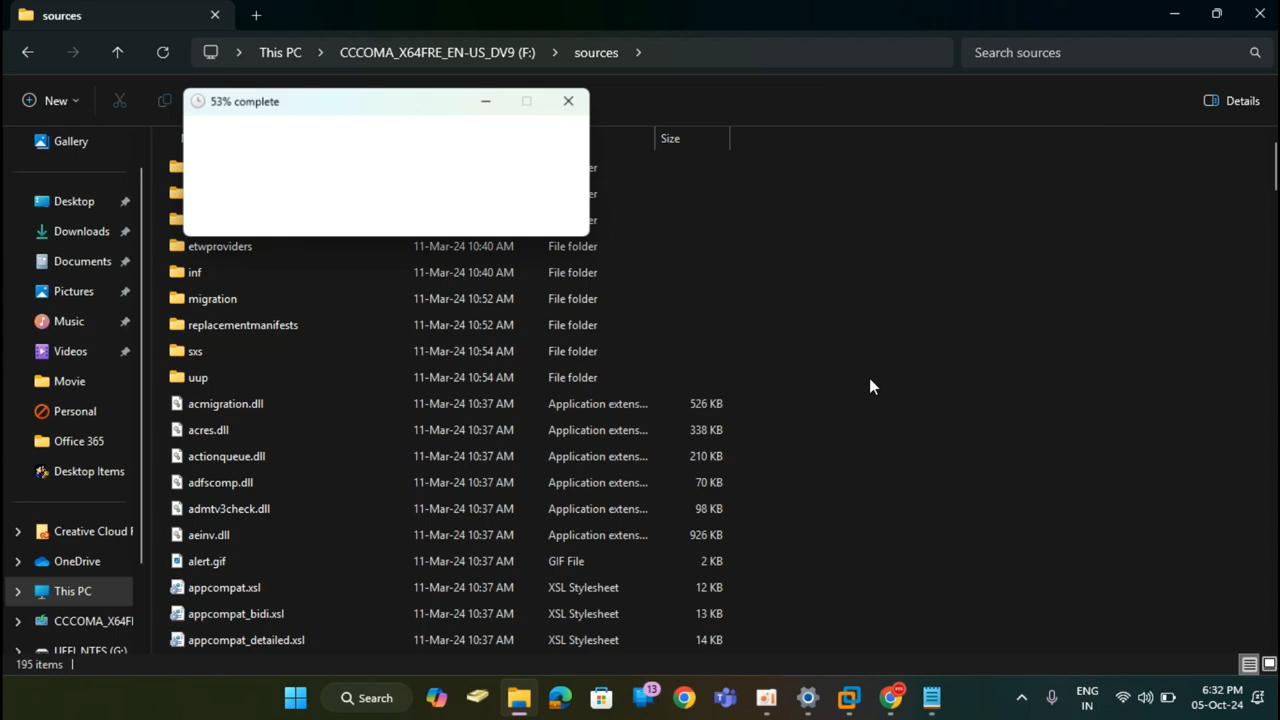 sources
This PC > CCCOMA_X64FRE_EN-US_DV9 (F:) > sources >
Search sources
New
Details
53% complete
Size
Gallery
Desktop
Downloads
Documents
Pictures
Music
Videos
Movie
Personal
Office 365
Desktop Items
Creative Cloud F
OneDrive
This PC
CCCOMA_X64FI
UEFI_NTFS (G:)
er
er
er
etwproviders 11-Mar-24 10:40 AM File folder
inf 11-Mar-24 10:40 AM File folder
migration 11-Mar-24 10:52 AM File folder
replacementmanifests 11-Mar-24 10:52 AM File folder
sxs 11-Mar-24 10:54 AM File folder
uup 11-Mar-24 10:54 AM File folder
acmigration.dll 11-Mar-24 10:37 AM Application extens... 526 KB
acres.dll 11-Mar-24 10:37 AM Application extens... 338 KB
actionqueue.dll 11-Mar-24 10:37 AM Application extens... 210 KB
adfscomp.dll 11-Mar-24 10:37 AM Application extens... 70 KB
admtv3check.dll 11-Mar-24 10:37 AM Application extens... 98 KB
aeinv.dll 11-Mar-24 10:37 AM Application extens... 926 KB
alert.gif 11-Mar-24 10:37 AM GIF File 2 KB
appcompat.xsl 11-Mar-24 10:37 AM XSL Stylesheet 12 KB
appcompat_bidi.xsl 11-Mar-24 10:37 AM XSL Stylesheet 13 KB
appcompat_detailed.xsl 11-Mar-24 10:37 AM XSL Stylesheet 14 KB
195 items
Search
13
ENG
IN
6:32 PM
05-Oct-24